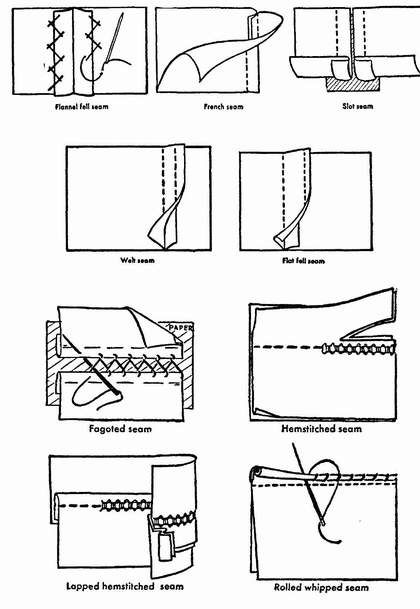 Flannel fell seam
French seam
Slot seam
Welt seam
Flat fell seam
PAPER
Fagoted seam
Hemstitched seam
Lapped hemstitched seam
Rolled whipped seam